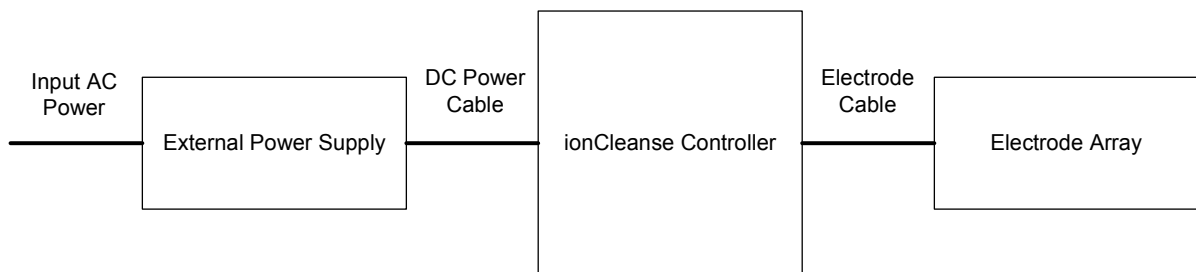 Input AC
Power
External Power Supply
DC Power
Cable
ionCleanse Controller
Electrode
Cable
Electrode Array